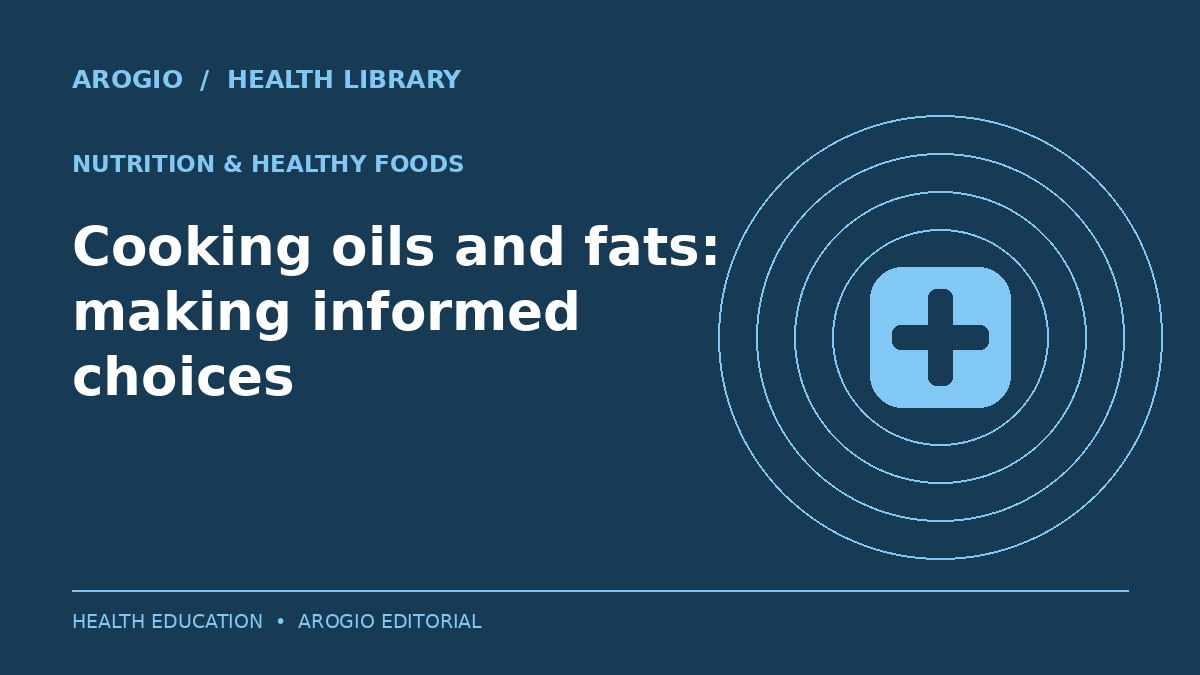 AROGIO / HEALTH LIBRARY
NUTRITION & HEALTHY FOODS
Cooking oils and fats:
making informed
choices
HEALTH EDUCATION • AROGIO EDITORIAL